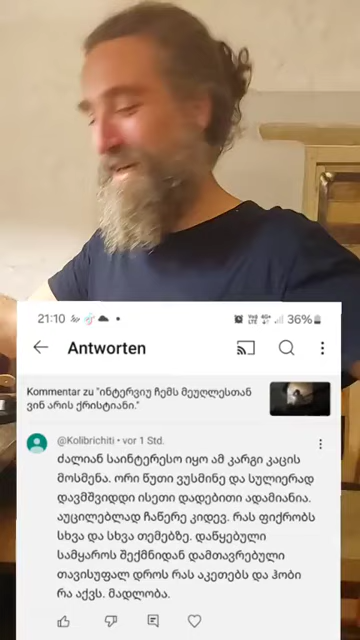 21:10
36%
Antworten
Kommentar zu "ინტერვიუ ჩემს მეუღლესთან
ვინ არის ქრისტიანი."
@Kolibrichiti • vor 1 Std.
ძალიან საინტერესო იყო ამ კარგი კაცის
მოსმენა. ორი წუთი ვუსმინე და სულიერად
დავმშვიდდი ისეთი დადებითი ადამიანია.
აუცილებლად ჩაწერე კიდევ. რას ფიქრობს
სხვა და სხვა თემებზე. დაწყებული
სამყაროს შექმნიდან დამთავრებული
თავისუფალ დროს რას აკეთებს და ჰობი
რა აქვს. მადლობა.